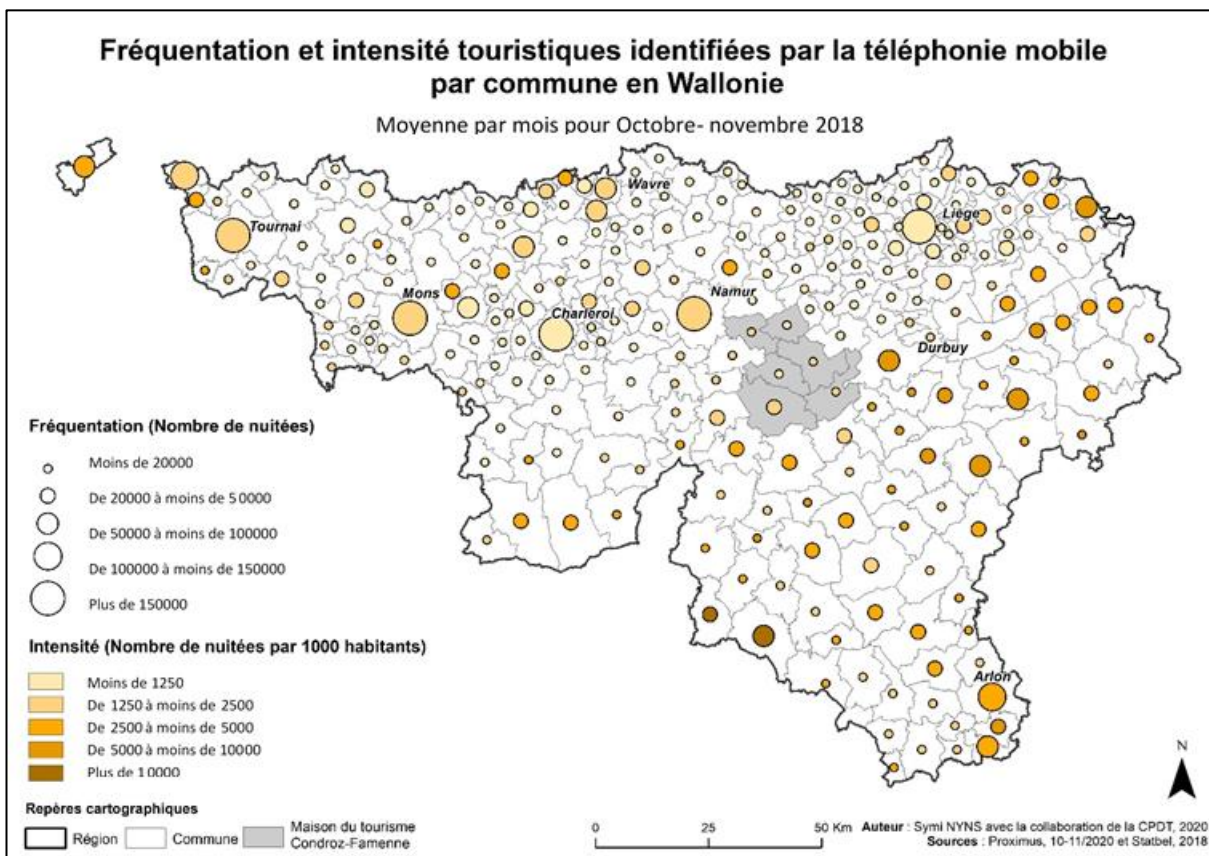 Fréquentation et intensité touristiques identifiées par la téléphonie mobile
par commune en Wallonie
Moyenne par mois pour Octobre- novembre 2018
Wavre
Liège
Tournai
Mons
Namur
Charleroi
Durbuy
Arlon
Fréquentation (Nombre de nuitées)
Moins de 20000
De 20000 à moins de 50000
De 50000 à moins de 100000
De 100000 à moins de 150000
Plus de 150000
Intensité (Nombre de nuitées par 1000 habitants)
Moins de 1250
De 1250 à moins de 2500
De 2500 à moins de 5000
De 5000 à moins de 10000
Plus de 10000
Repères cartographiques
Région
Commune
Maison du tourisme
Condroz-Famenne
0 25 50 Km
N
Auteur : Symi NYNS avec la collaboration de la CPDT, 2020
Sources : Proximus, 10-11/2020 et Statbel, 2018